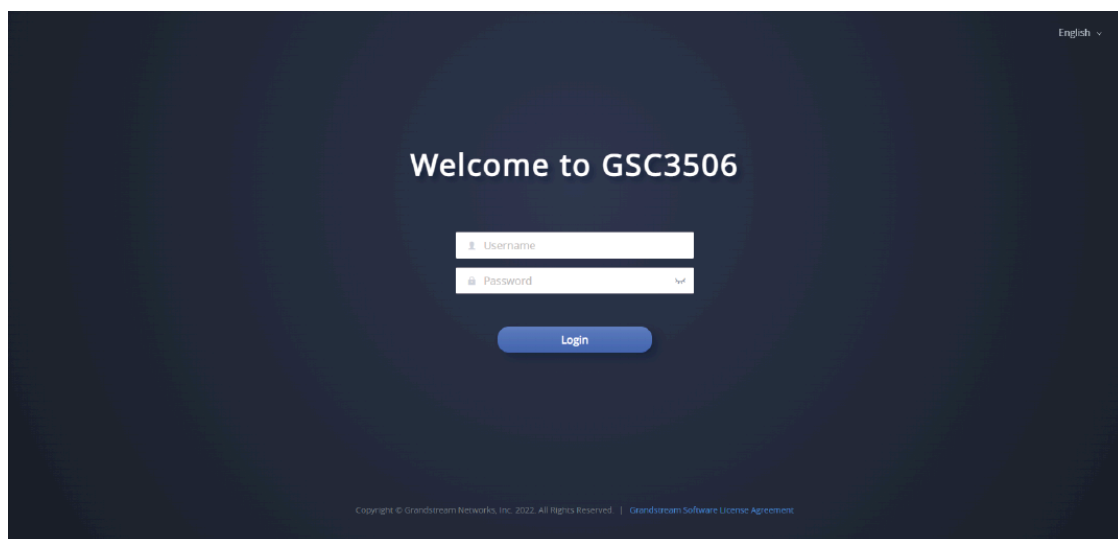 English
Welcome to GSC3506
Username
Password
Login
Copyright © Grandstream Networks, Inc. 2022. All Rights Reserved. | Grandstream Software License Agreement